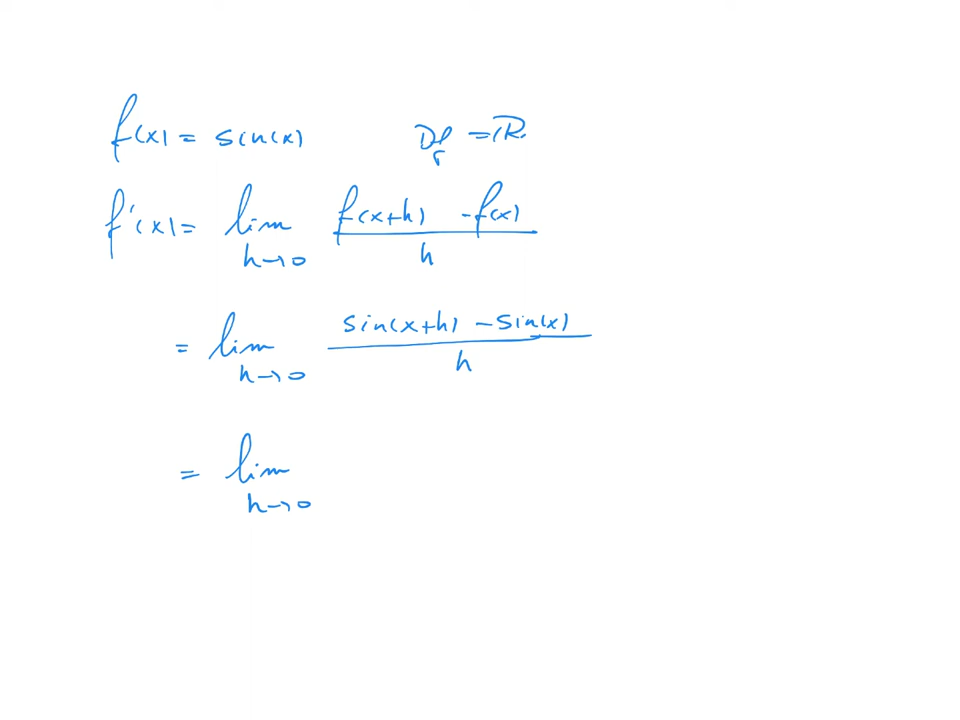 f(x) = sin(x) Df = ℝ.
f'(x) = lim h→0 f(x+h) - f(x) / h
= lim h→0 sin(x+h) - sin(x) / h
= lim h→0